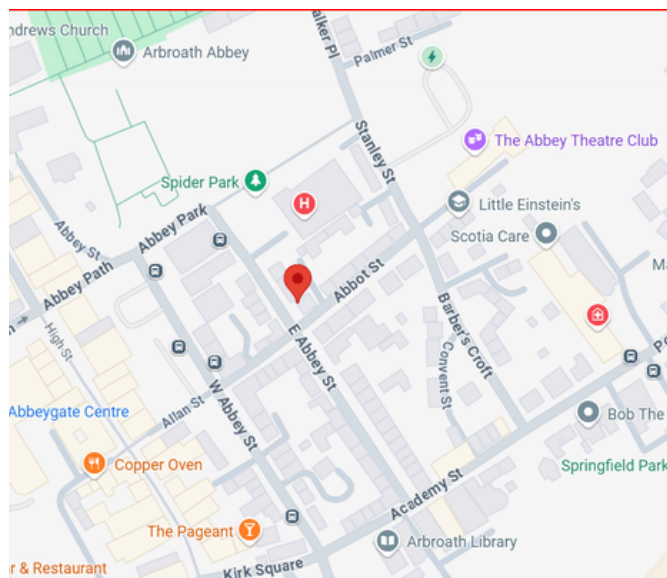 ndrews Church
Arbroath Abbey
alker Pl
Palmer St
The Abbey Theatre Club
Stanley St
Spider Park
H
Little Einstein's
Scotia Care
Abbey St
Abbey Park
Abbey Path
Ma
Abbot St
Barber's Croft
High St
E Abbey St
Convent St
Po
Allan St
W Abbey St
Abbeygate Centre
Bob The
Copper Oven
Springfield Park
Academy St
The Pageant
Arbroath Library
Kirk Square
r & Restaurant